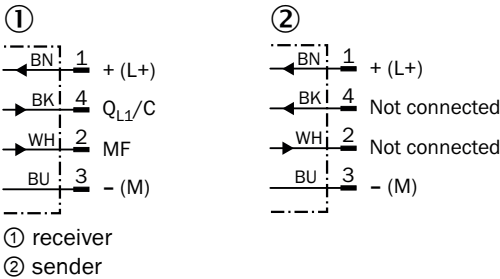 ① ②
BN 1 + (L+) BN 1 + (L+)
BK 4 Q_L1/C BK 4 Not connected
WH 2 MF WH 2 Not connected
BU 3 – (M) BU 3 – (M)
① receiver
② sender